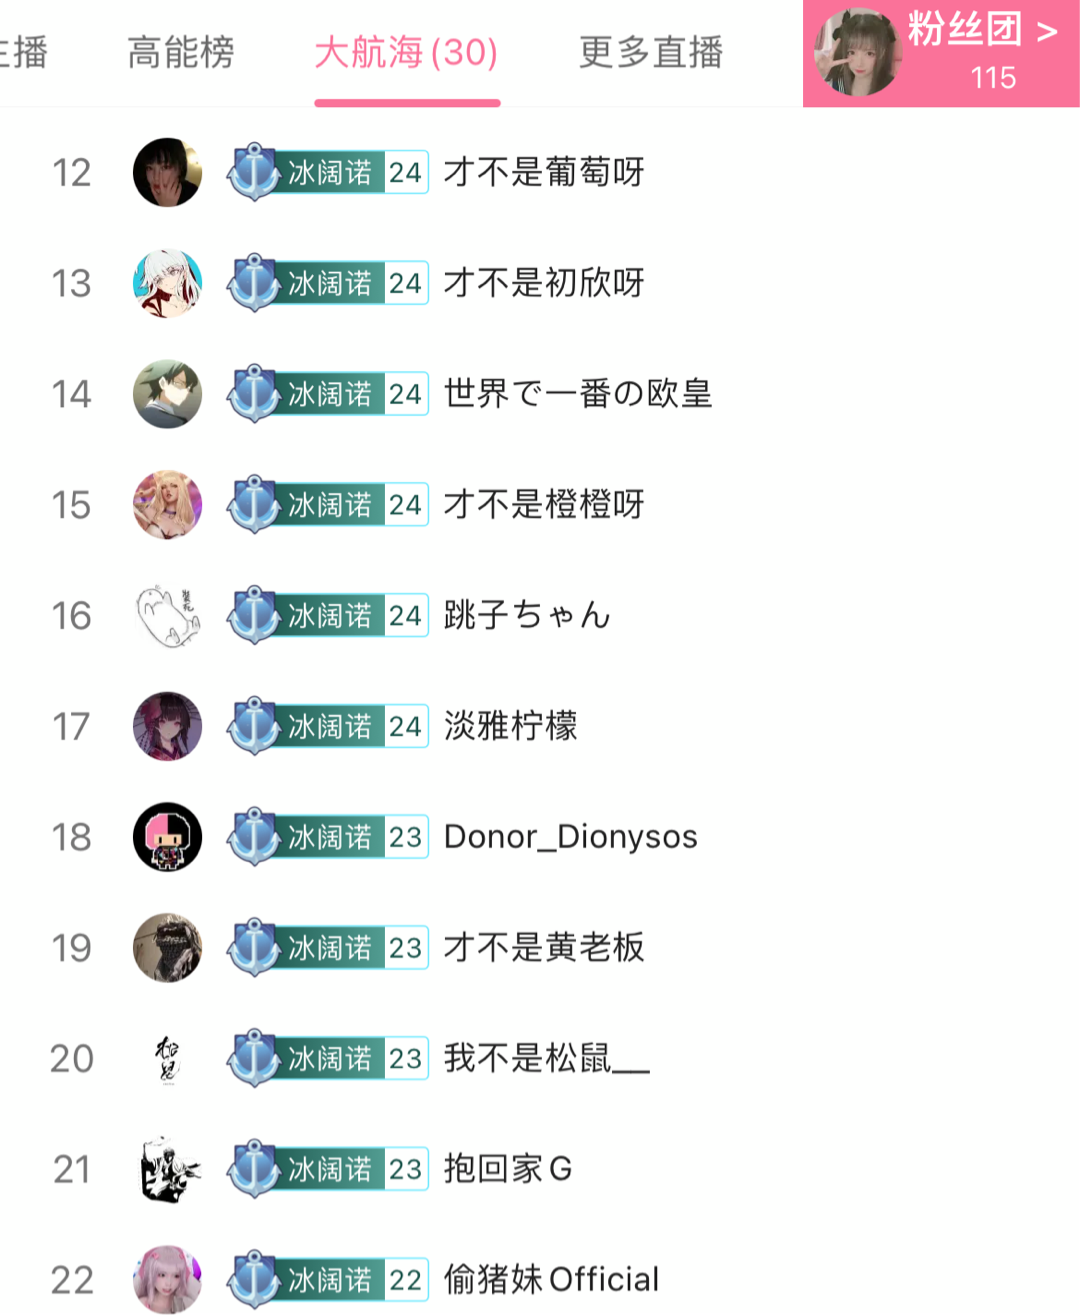 主播 高能榜 大航海(30) 更多直播 粉丝团 >
115
12 冰阔诺 24 才不是葡萄呀
13 冰阔诺 24 才不是初欣呀
14 冰阔诺 24 世界で一番の欧皇
15 冰阔诺 24 才不是橙橙呀
装死
16 冰阔诺 24 跳子ちゃん
17 冰阔诺 24 淡雅柠檬
18 冰阔诺 23 Donor_Dionysos
19 冰阔诺 23 才不是黄老板
20 松鼠 冰阔诺 23 我不是松鼠__
21 冰阔诺 23 抱回家G
22 冰阔诺 22 偷猪妹Official